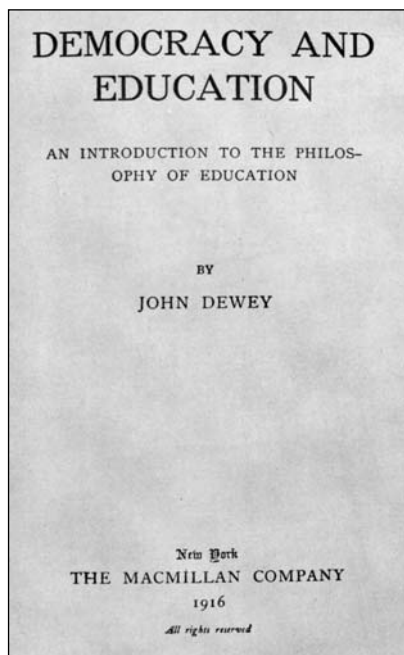 DEMOCRACY AND
EDUCATION
AN INTRODUCTION TO THE PHILOS-
OPHY OF EDUCATION
BY
JOHN DEWEY
New York
THE MACMILLAN COMPANY
1916
All rights reserved